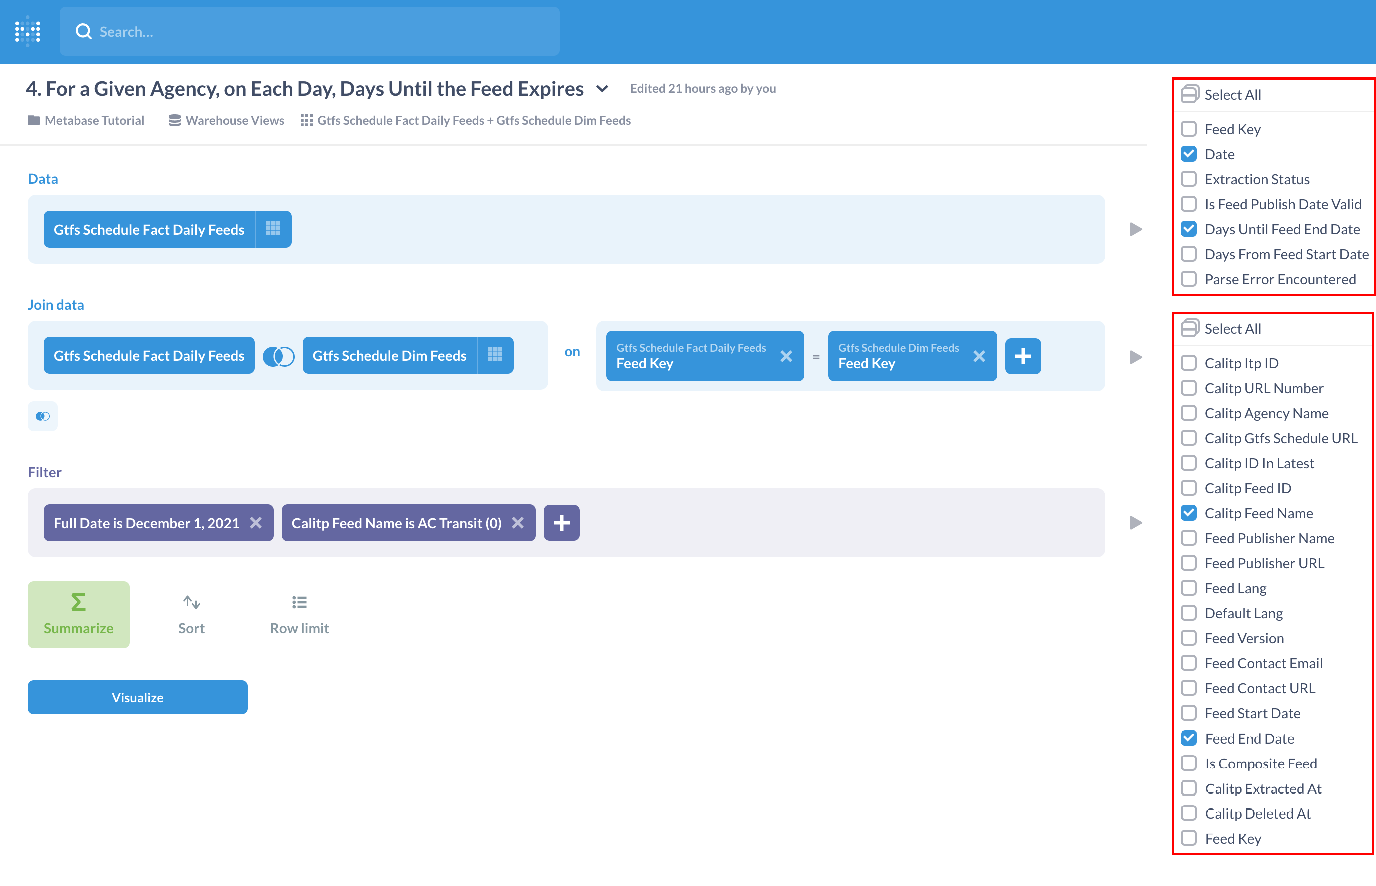 Search...
4. For a Given Agency, on Each Day, Days Until the Feed Expires
Edited 21 hours ago by you
Metabase Tutorial
Warehouse Views
Gtfs Schedule Fact Daily Feeds + Gtfs Schedule Dim Feeds
Data
Gtfs Schedule Fact Daily Feeds
Join data
Gtfs Schedule Fact Daily Feeds
Gtfs Schedule Dim Feeds
on
Gtfs Schedule Fact Daily Feeds
Feed Key
=
Gtfs Schedule Dim Feeds
Feed Key
Filter
Full Date is December 1, 2021
Calitp Feed Name is AC Transit (0)
Summarize
Sort
Row limit
Visualize
Select All
Feed Key
Date
Extraction Status
Is Feed Publish Date Valid
Days Until Feed End Date
Days From Feed Start Date
Parse Error Encountered
Select All
Calitp Itp ID
Calitp URL Number
Calitp Agency Name
Calitp Gtfs Schedule URL
Calitp ID In Latest
Calitp Feed ID
Calitp Feed Name
Feed Publisher Name
Feed Publisher URL
Feed Lang
Default Lang
Feed Version
Feed Contact Email
Feed Contact URL
Feed Start Date
Feed End Date
Is Composite Feed
Calitp Extracted At
Calitp Deleted At
Feed Key